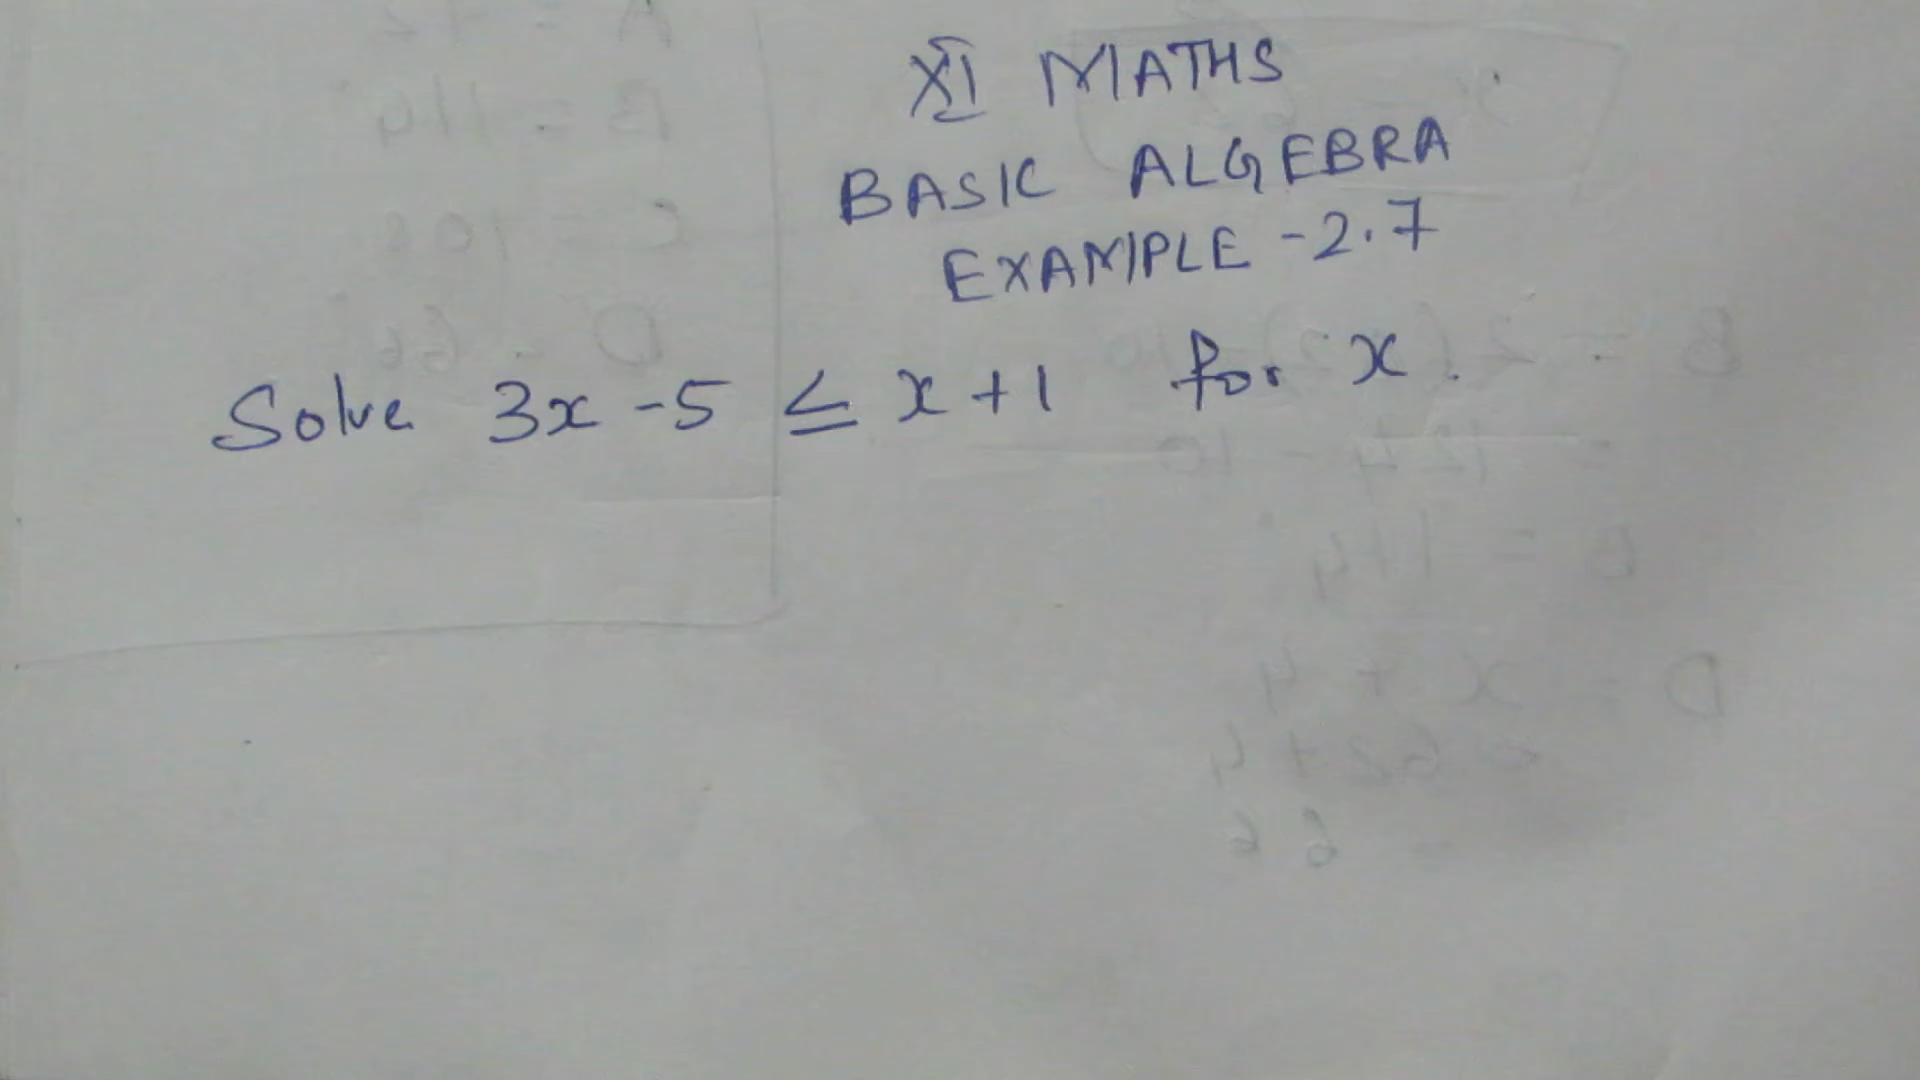 XI MATHS
BASIC ALGEBRA
EXAMPLE - 2.7
Solve 3x - 5 ≤ x + 1 for x.